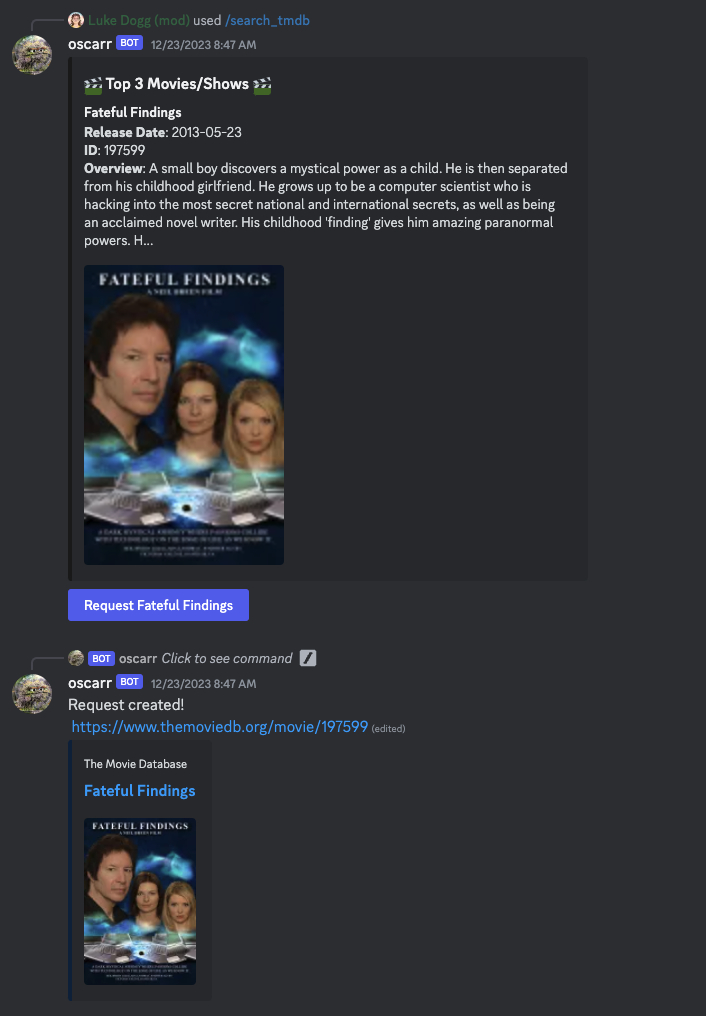 Luke Dogg (mod) used /search_tmdb
oscarr BOT 12/23/2023 8:47 AM
Top 3 Movies/Shows
Fateful Findings
Release Date: 2013-05-23
ID: 197599
Overview: A small boy discovers a mystical power as a child. He is then separated
from his childhood girlfriend. He grows up to be a computer scientist who is
hacking into the most secret national and international secrets, as well as being
an acclaimed novel writer. His childhood 'finding' gives him amazing paranormal
powers. H...
FATEFUL FINDINGS
A NEIL BREEN FILM
Request Fateful Findings
BOT oscarr Click to see command
oscarr BOT 12/23/2023 8:47 AM
Request created!
https://www.themoviedb.org/movie/197599 (edited)
The Movie Database
Fateful Findings
FATEFUL FINDINGS
A NEIL BREEN FILM